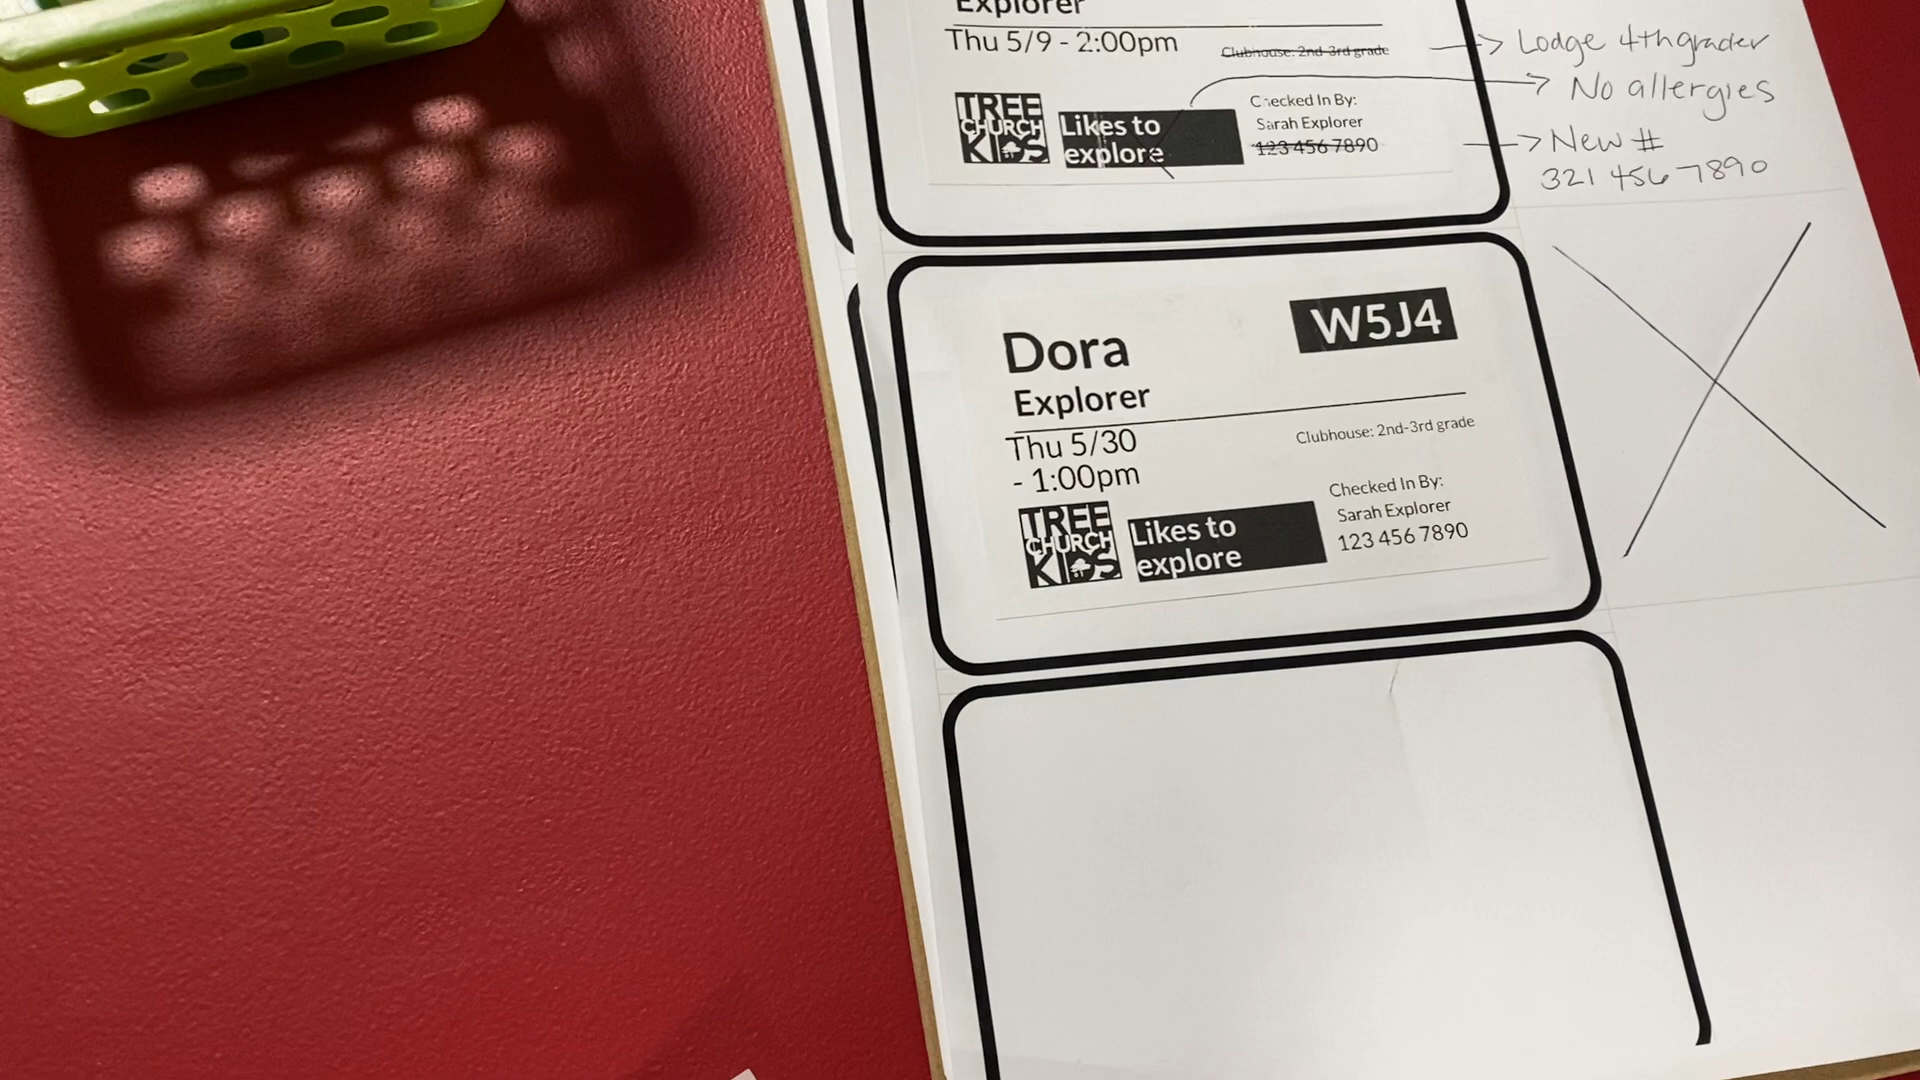 Explorer
Thu 5/9 - 2:00pm
Clubhouse: 2nd-3rd grade
Lodge 4th grader
No allergies
TREE
CHURCH
KIDS
Likes to
explore
Checked In By:
Sarah Explorer
123 456 7890
New #
321 456 7890
Dora
W5J4
Explorer
Thu 5/30
- 1:00pm
Clubhouse: 2nd-3rd grade
TREE
CHURCH
KIDS
Likes to
explore
Checked In By:
Sarah Explorer
123 456 7890